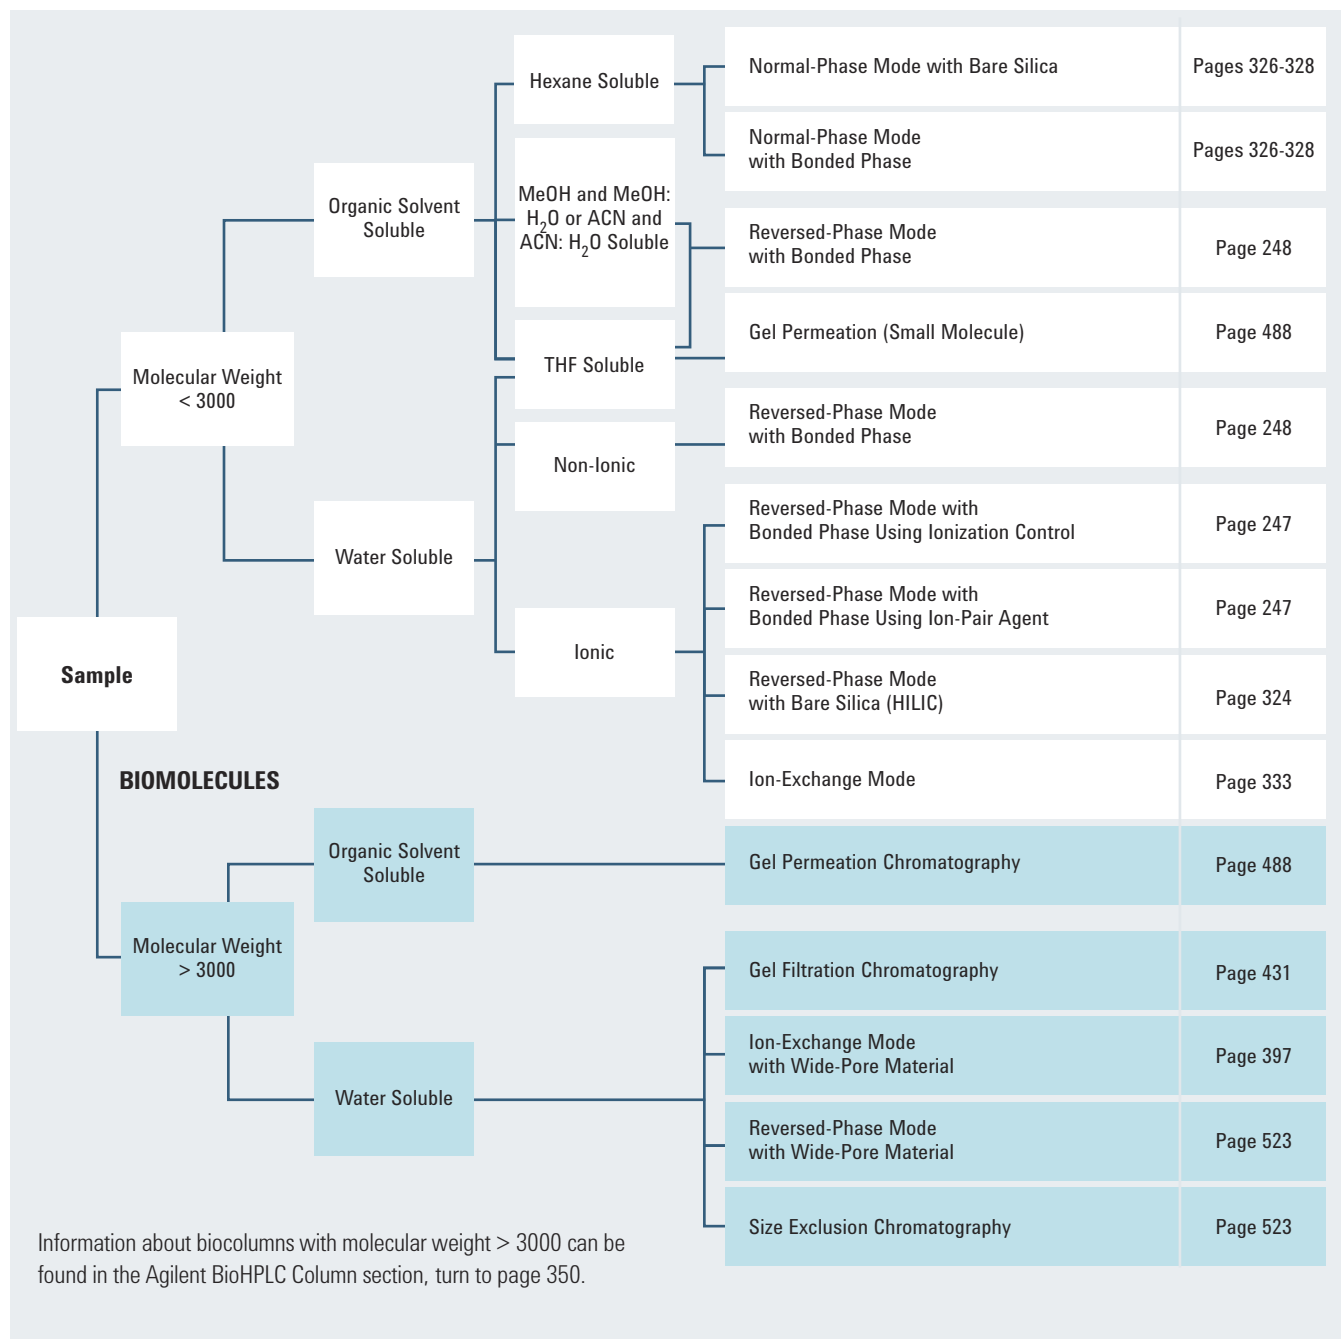 Hexane Soluble
Normal-Phase Mode with Bare Silica
Pages 326-328
Normal-Phase Mode
with Bonded Phase
Pages 326-328
Organic Solvent
Soluble
MeOH and MeOH:
H₂O or ACN and
ACN: H₂O Soluble
Reversed-Phase Mode
with Bonded Phase
Page 248
Gel Permeation (Small Molecule)
Page 488
Molecular Weight
< 3000
THF Soluble
Reversed-Phase Mode
with Bonded Phase
Page 248
Non-Ionic
Water Soluble
Reversed-Phase Mode with
Bonded Phase Using Ionization Control
Page 247
Reversed-Phase Mode with
Bonded Phase Using Ion-Pair Agent
Page 247
Ionic
Sample
Reversed-Phase Mode
with Bare Silica (HILIC)
Page 324
Ion-Exchange Mode
Page 333
BIOMOLECULES
Organic Solvent
Soluble
Gel Permeation Chromatography
Page 488
Molecular Weight
> 3000
Gel Filtration Chromatography
Page 431
Ion-Exchange Mode
with Wide-Pore Material
Page 397
Water Soluble
Reversed-Phase Mode
with Wide-Pore Material
Page 523
Size Exclusion Chromatography
Page 523
Information about biocolumns with molecular weight > 3000 can be
found in the Agilent BioHPLC Column section, turn to page 350.